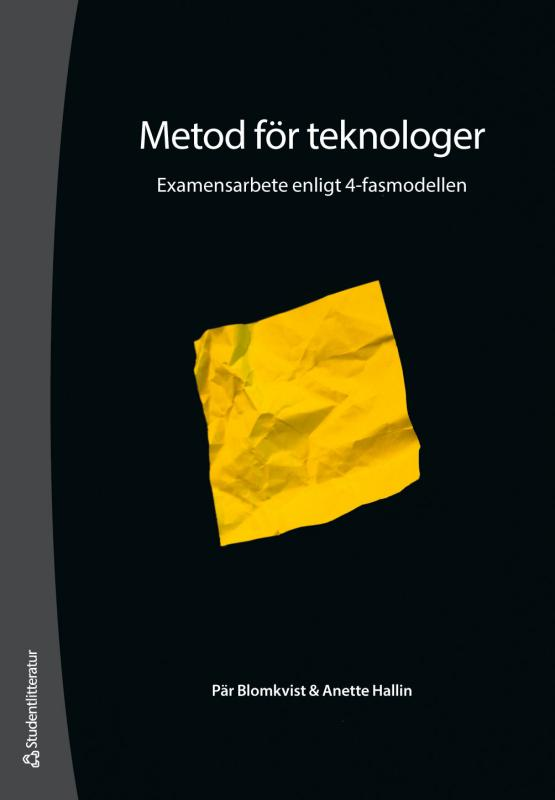 Metod för teknologer
Examensarbete enligt 4-fasmodellen
Pär Blomkvist & Anette Hallin
Studentlitteratur